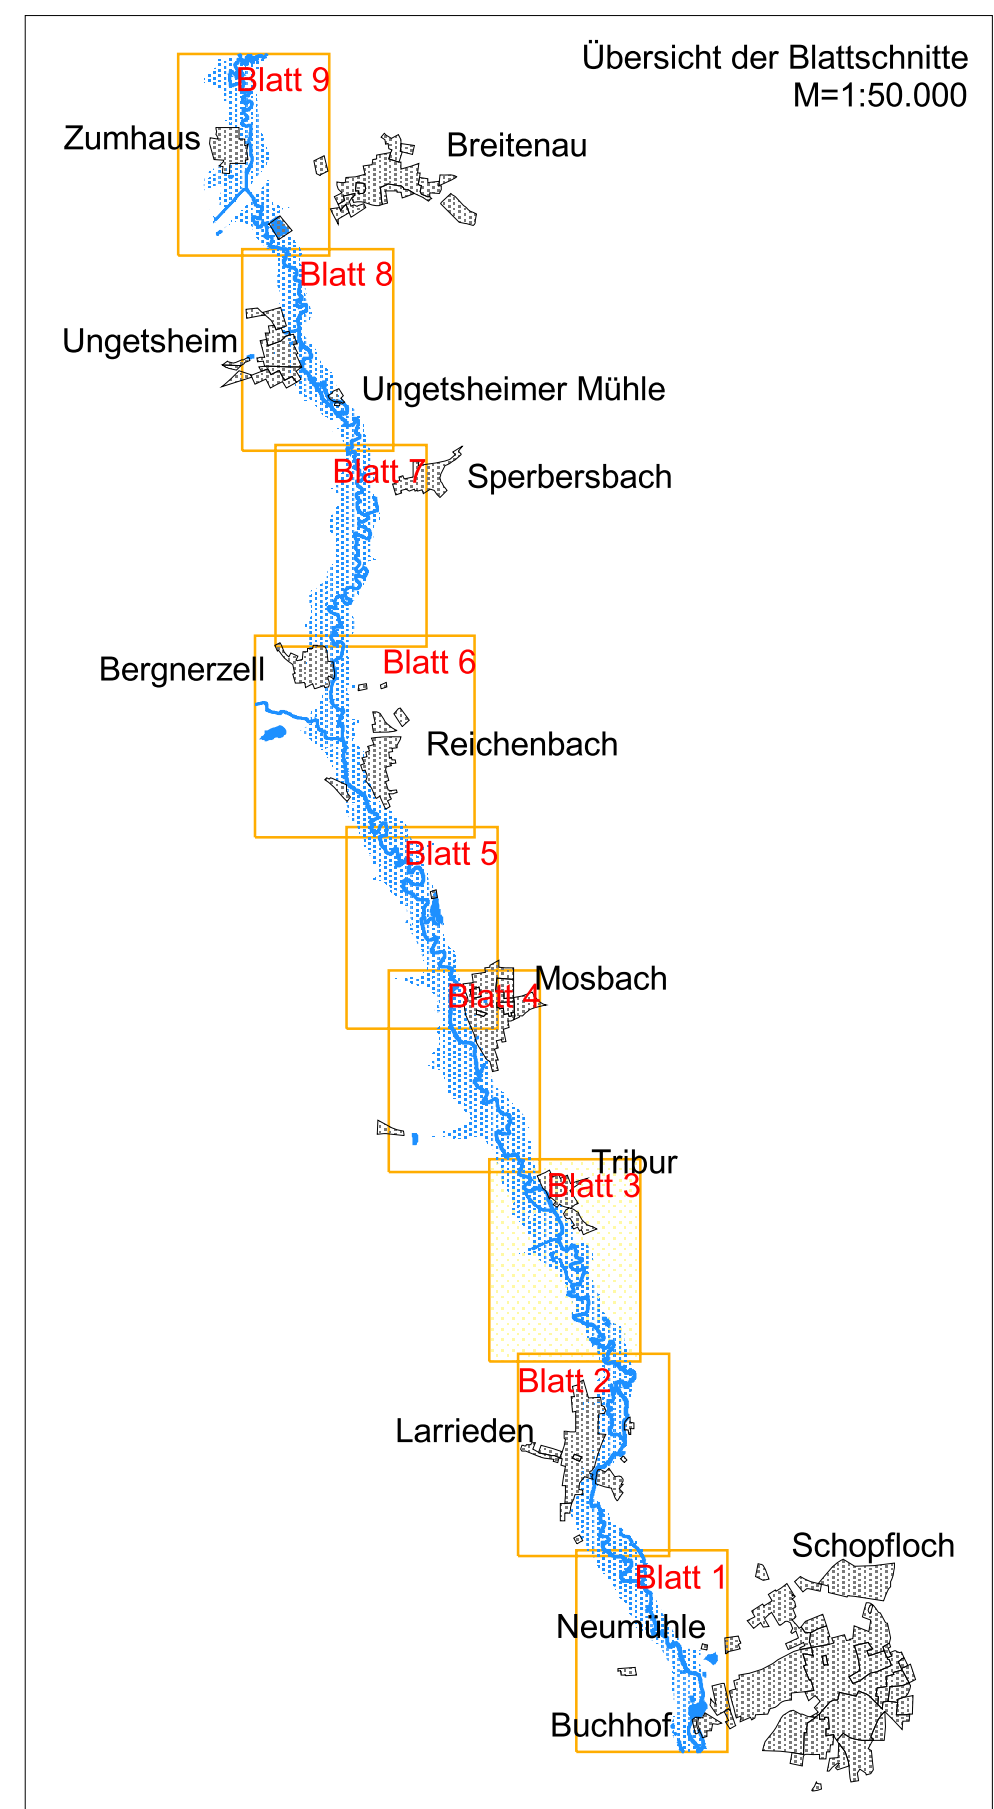 Übersicht der Blattschnitte
M=1:50.000
Blatt 9
Zumhaus
Breitenau
Blatt 8
Ungetsheim
Ungetsheimer Mühle
Blatt 7
Sperbersbach
Blatt 6
Bergnerzell
Reichenbach
Blatt 5
Mosbach
Blatt 4
Tribur
Blatt 3
Blatt 2
Larrieden
Schopfloch
Blatt 1
Neumühle
Buchhof